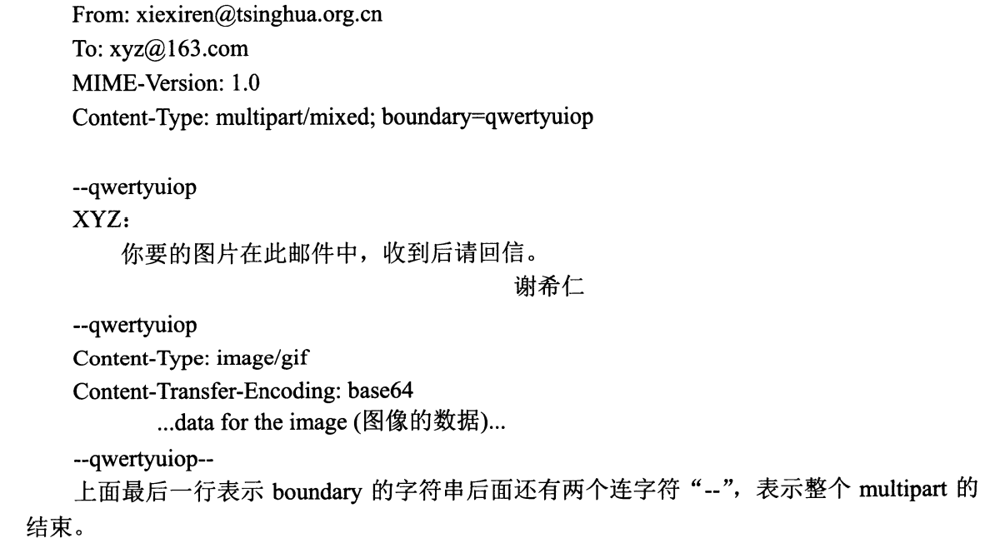 From: xiexiren@tsinghua.org.cn
To: xyz@163.com
MIME-Version: 1.0
Content-Type: multipart/mixed; boundary=qwertyuiop
--qwertyuiop
XYZ：
你要的图片在此邮件中，收到后请回信。
谢希仁
--qwertyuiop
Content-Type: image/gif
Content-Transfer-Encoding: base64
...data for the image (图像的数据)...
--qwertyuiop--
上面最后一行表示 boundary 的字符串后面还有两个连字符“--”，表示整个 multipart 的
结束。